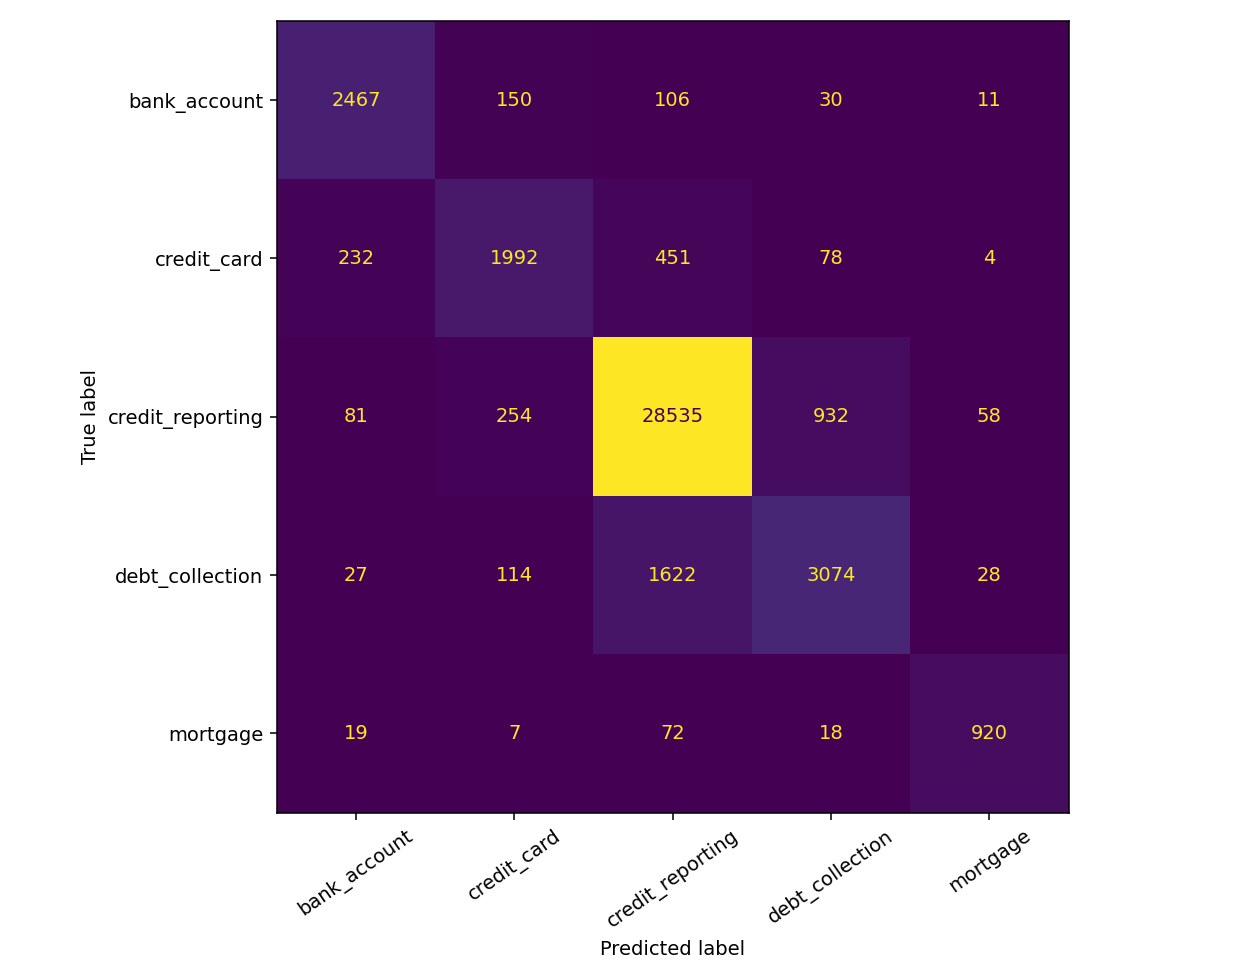 bank_account 2467 150 106 30 11
credit_card 232 1992 451 78 4
True label
credit_reporting 81 254 28535 932 58
debt_collection 27 114 1622 3074 28
mortgage 19 7 72 18 920
bank_account credit_card credit_reporting debt_collection mortgage
Predicted label